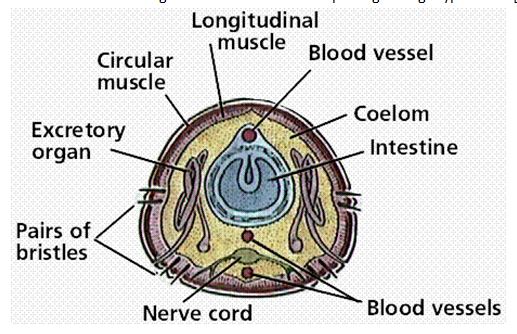 Longitudinal
muscle
Blood vessel
Circular
muscle
Coelom
Excretory
organ
Intestine
Pairs of
bristles
Nerve cord
Blood vessels